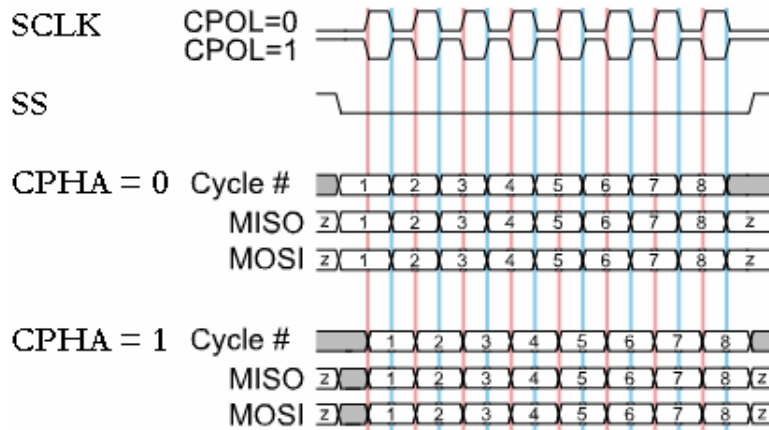 SCLK CPOL=0
CPOL=1
SS
CPHA = 0 Cycle # 1 2 3 4 5 6 7 8
MISO z 1 2 3 4 5 6 7 8 z
MOSI z 1 2 3 4 5 6 7 8 z
CPHA = 1 Cycle # 1 2 3 4 5 6 7 8
MISO z 1 2 3 4 5 6 7 8 z
MOSI z 1 2 3 4 5 6 7 8 z